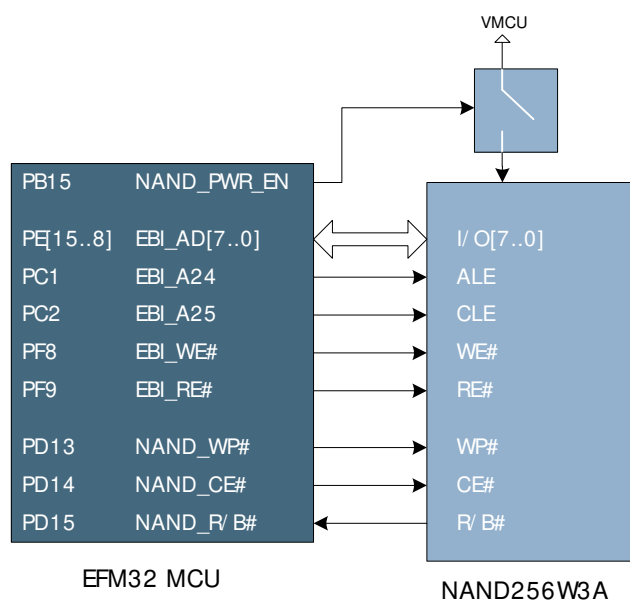 VMCU
PB15 NAND_PWR_EN
PE[15..8] EBI_AD[7..0] I/O[7..0]
PC1 EBI_A24 ALE
PC2 EBI_A25 CLE
PF8 EBI_WE# WE#
PF9 EBI_RE# RE#
PD13 NAND_WP# WP#
PD14 NAND_CE# CE#
PD15 NAND_R/B# R/B#
EFM32 MCU
NAND256W3A